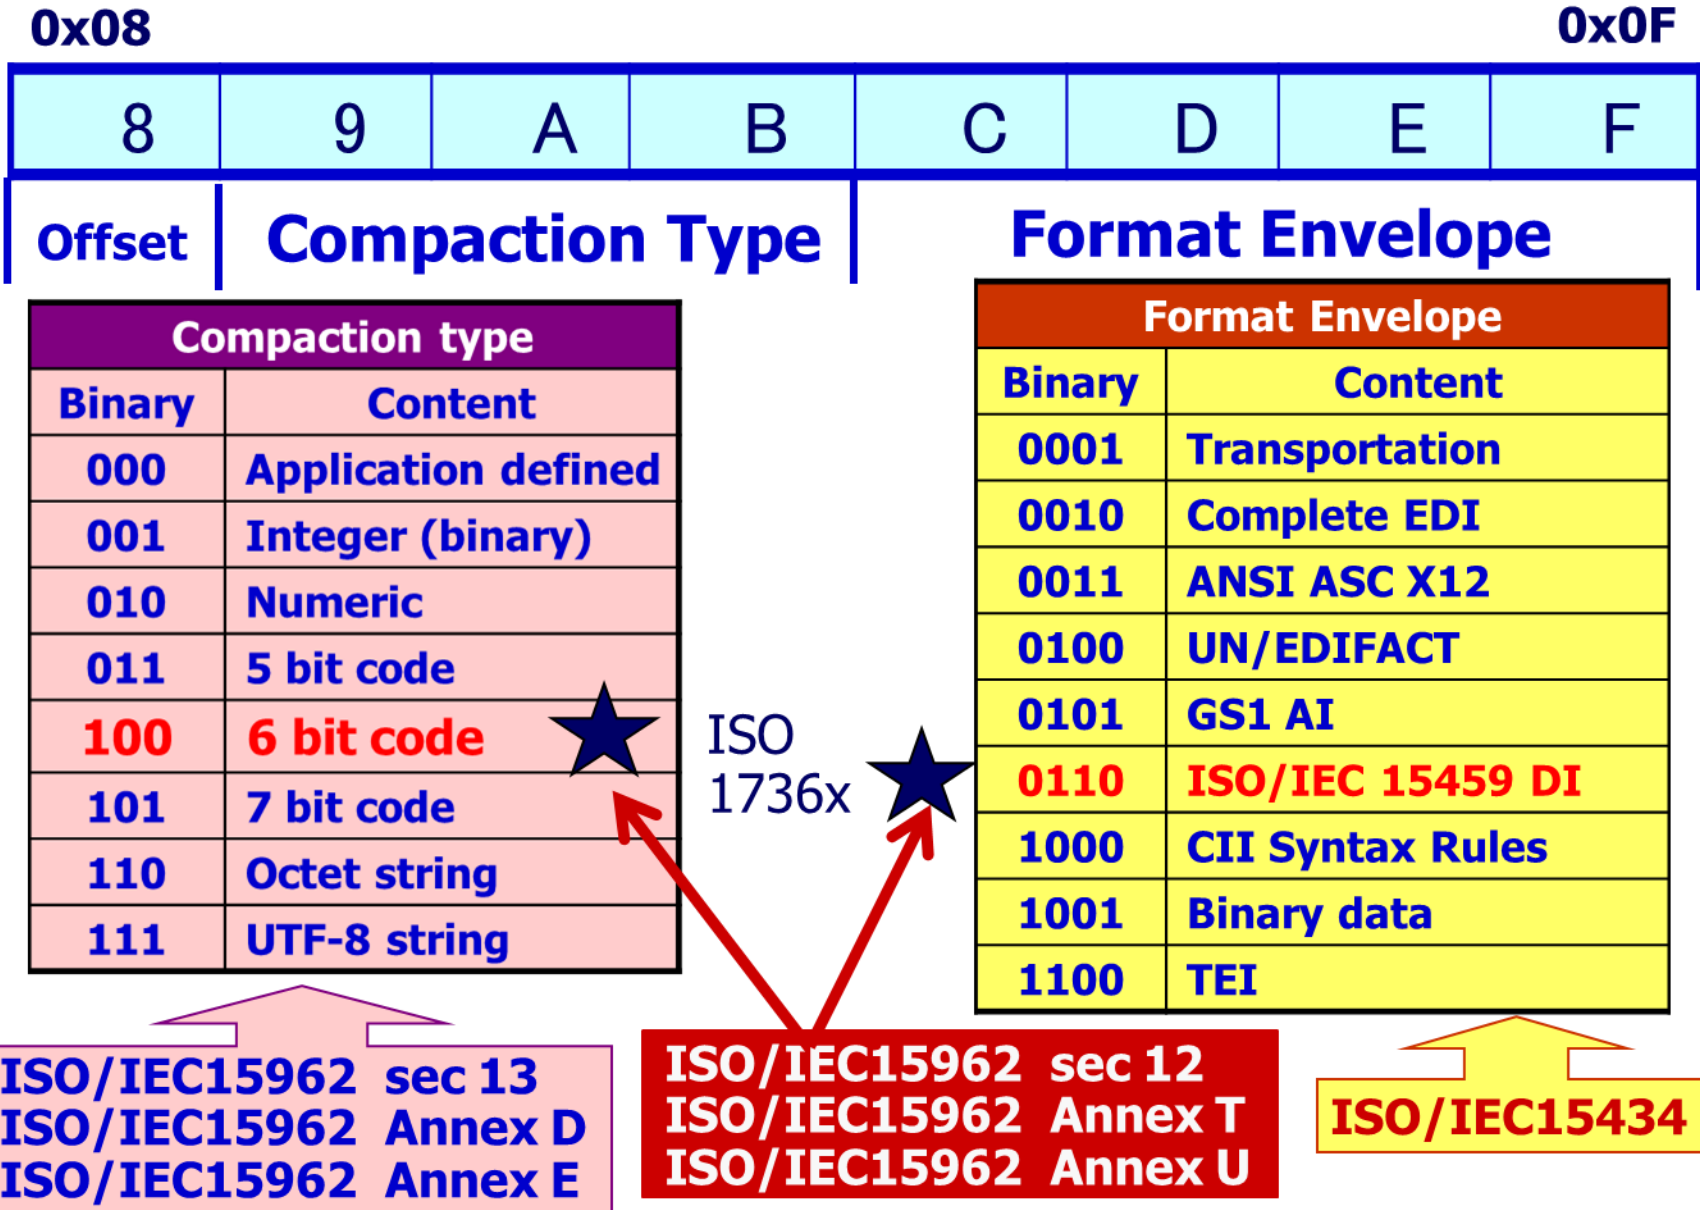 0x08 0x0F
8 9 A B C D E F
Offset Compaction Type Format Envelope
Compaction type
Binary Content
000 Application defined
001 Integer (binary)
010 Numeric
011 5 bit code
100 6 bit code
101 7 bit code
110 Octet string
111 UTF-8 string
ISO
1736x
Format Envelope
Binary Content
0001 Transportation
0010 Complete EDI
0011 ANSI ASC X12
0100 UN/EDIFACT
0101 GS1 AI
0110 ISO/IEC 15459 DI
1000 CII Syntax Rules
1001 Binary data
1100 TEI
ISO/IEC15962 sec 13
ISO/IEC15962 Annex D
ISO/IEC15962 Annex E
ISO/IEC15962 sec 12
ISO/IEC15962 Annex T
ISO/IEC15962 Annex U
ISO/IEC15434